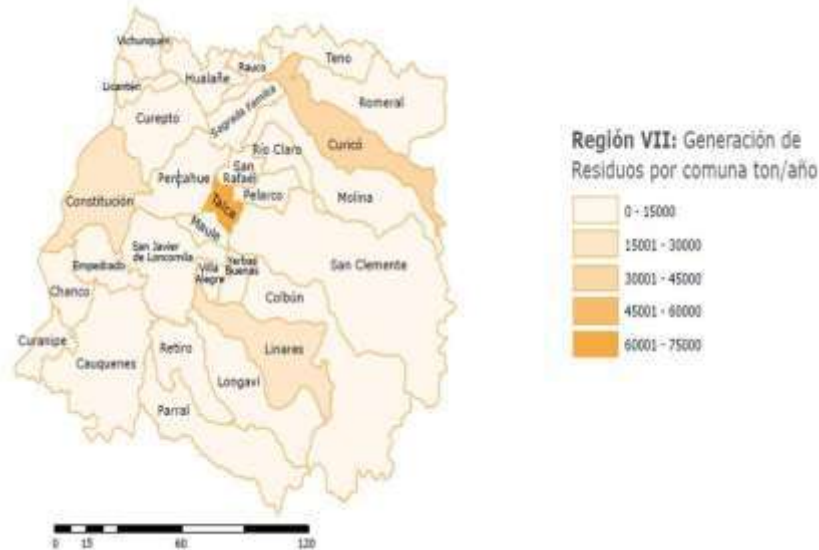 Vichunquen
Teno
Rauco
Hualañe
Licantén
Romeral
Sagrada Familia
Curepto
Curicó
Río Claro
San
Rafael
Pencahue
Pelarco
Molina
Constitución
Talca
Maule
San Javier
de Loncomila
Villa
Alegre
Yerbas
Buenas
San Clemente
Empedrado
Colbún
Chanco
Curanipe
Retiro
Linares
Cauquenes
Longaví
Parral
0 15 60 120
Región VII: Generación de
Residuos por comuna ton/año
0 - 15000
15001 - 30000
30001 - 45000
45001 - 60000
60001 - 75000